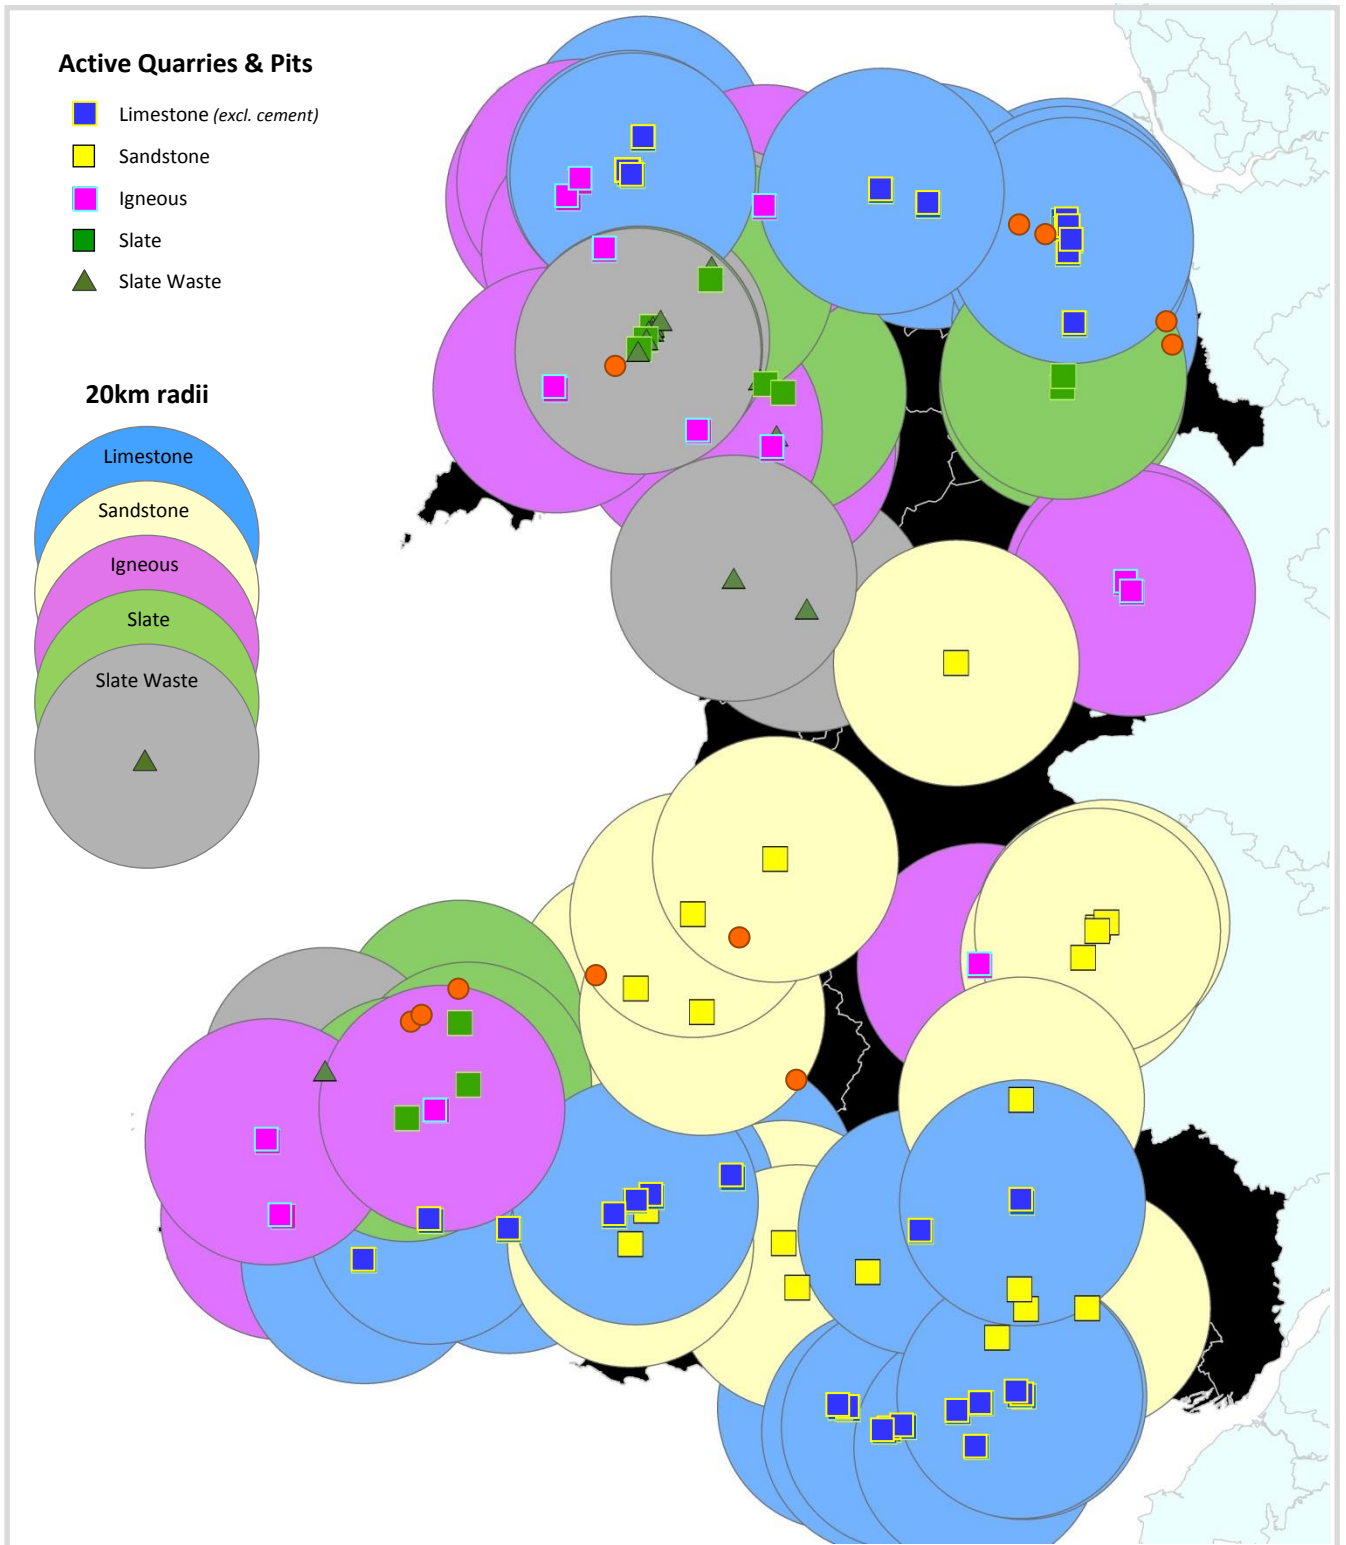 Active Quarries & Pits
Limestone (excl. cement)
Sandstone
Igneous
Slate
Slate Waste
20km radii
Limestone
Sandstone
Igneous
Slate
Slate Waste